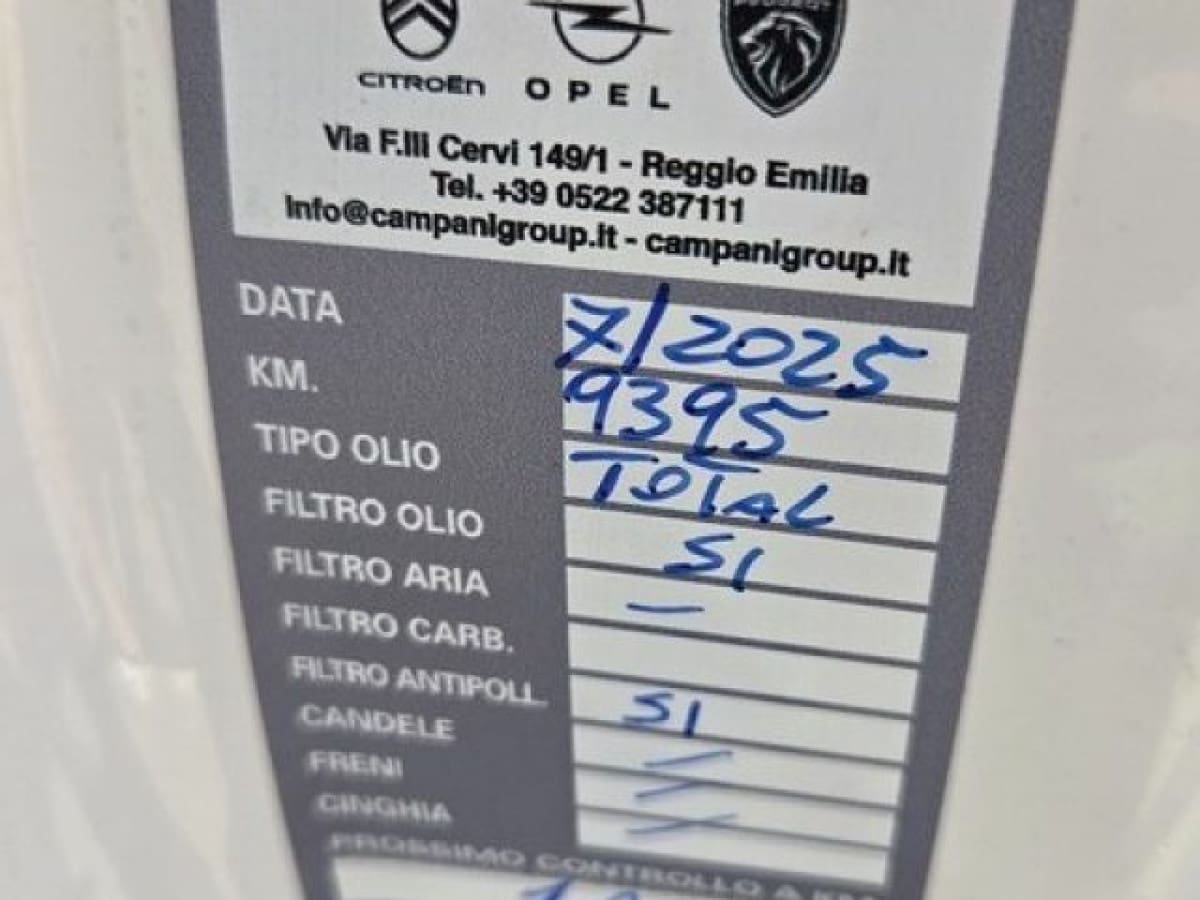 CITROËN OPEL
Via F.lli Cervi 149/1 - Reggio Emilia
Tel. +39 0522 387111
info@campanigroup.it - campanigroup.it
DATA 7/2025
KM. 9395
TIPO OLIO TOTAL
FILTRO OLIO SI
FILTRO ARIA —
FILTRO CARB.
FILTRO ANTIPOLL. SI
CANDELE —
FRENI —
CINGHIA —
PROSSIMO CONTROLLO A KM